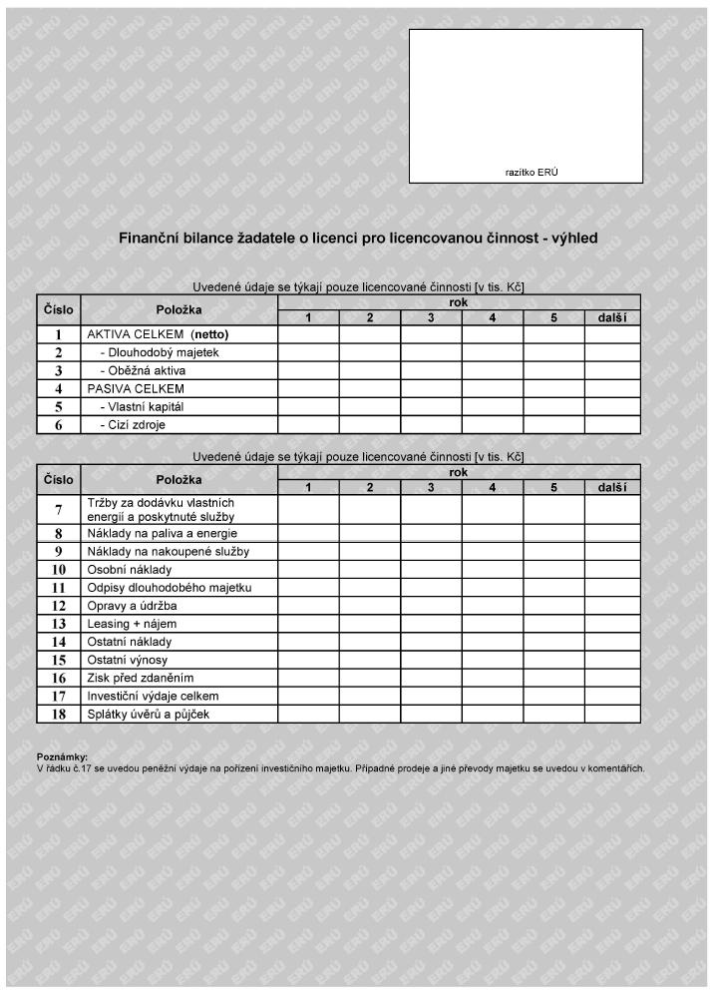 razítko ERÚ
Finanční bilance žadatele o licenci pro licencovanou činnost - výhled
Uvedené údaje se týkají pouze licencované činnosti [v tis. Kč]
Číslo Položka rok
1 2 3 4 5 další
1 AKTIVA CELKEM (netto)
2 - Dlouhodobý majetek
3 - Oběžná aktiva
4 PASIVA CELKEM
5 - Vlastní kapitál
6 - Cizí zdroje
Uvedené údaje se týkají pouze licencované činnosti [v tis. Kč]
Číslo Položka rok
1 2 3 4 5 další
7 Tržby za dodávku vlastních
energií a poskytnuté služby
8 Náklady na paliva a energie
9 Náklady na nakoupené služby
10 Osobní náklady
11 Odpisy dlouhodobého majetku
12 Opravy a údržba
13 Leasing + nájem
14 Ostatní náklady
15 Ostatní výnosy
16 Zisk před zdaněním
17 Investiční výdaje celkem
18 Splátky úvěrů a půjček
Poznámky:
V řádku č.17 se uvedou peněžní výdaje na pořízení investičního majetku. Případné prodeje a jiné převody majetku se uvedou v komentářích.